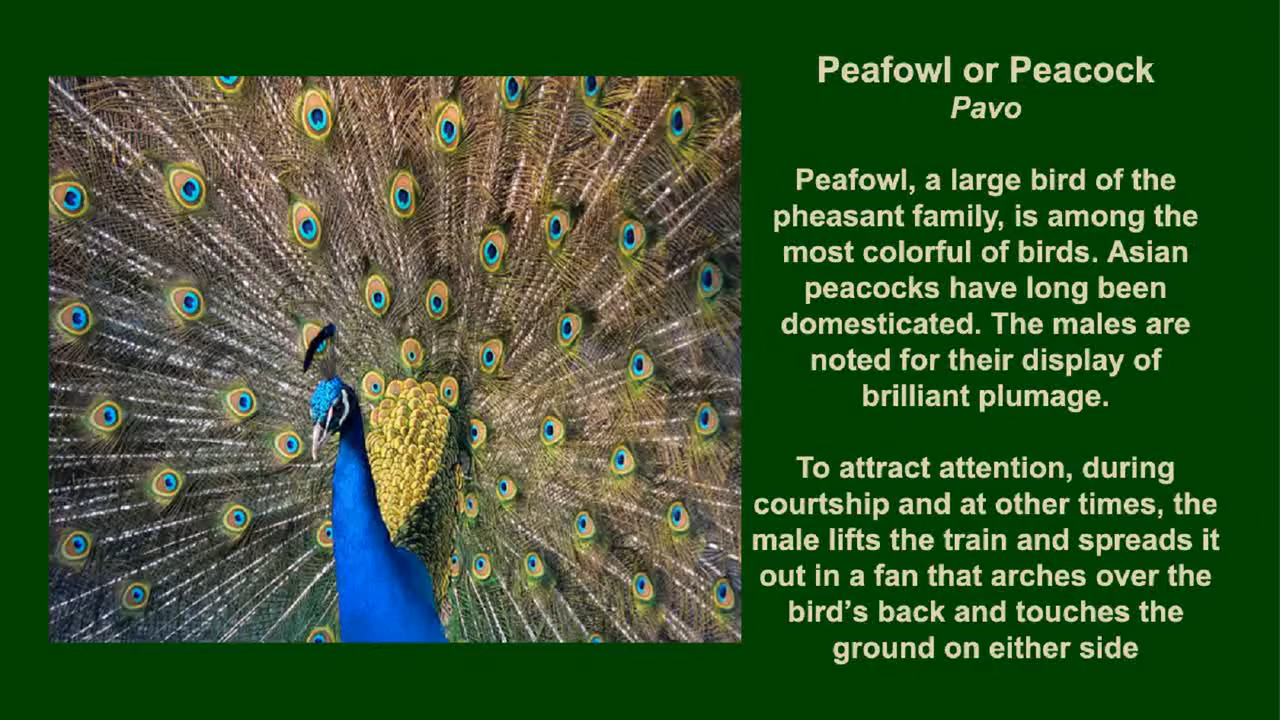 Peafowl or Peacock
Pavo
Peafowl, a large bird of the
pheasant family, is among the
most colorful of birds. Asian
peacocks have long been
domesticated. The males are
noted for their display of
brilliant plumage.
To attract attention, during
courtship and at other times, the
male lifts the train and spreads it
out in a fan that arches over the
bird’s back and touches the
ground on either side